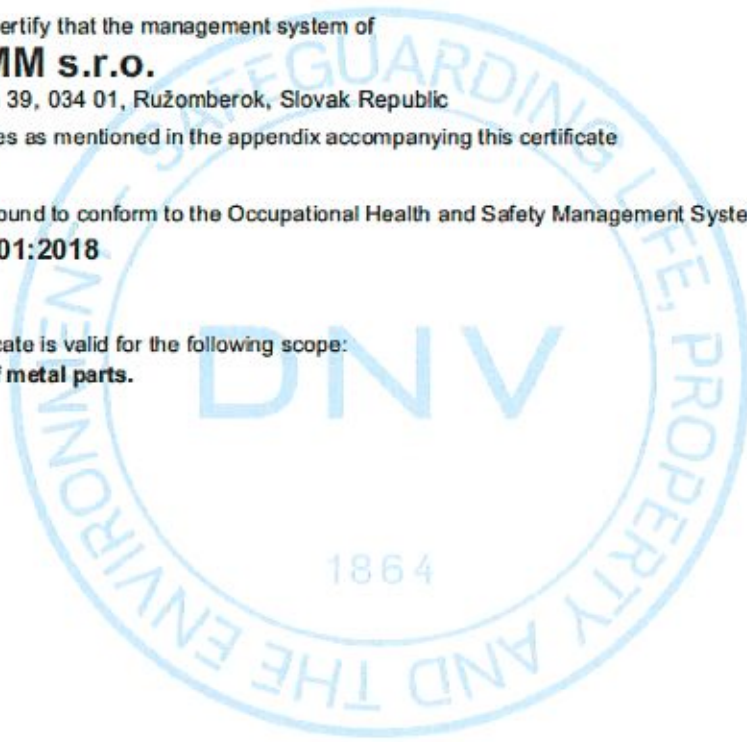 ertify that the management system of
MM s.r.o.
39, 034 01, Ružomberok, Slovak Republic
es as mentioned in the appendix accompanying this certificate
ound to conform to the Occupational Health and Safety Management Syste
01:2018
cate is valid for the following scope:
f metal parts.
SAFEGUARDING LIFE, PROPERTY AND THE ENVIRONMENT
DNV
1864